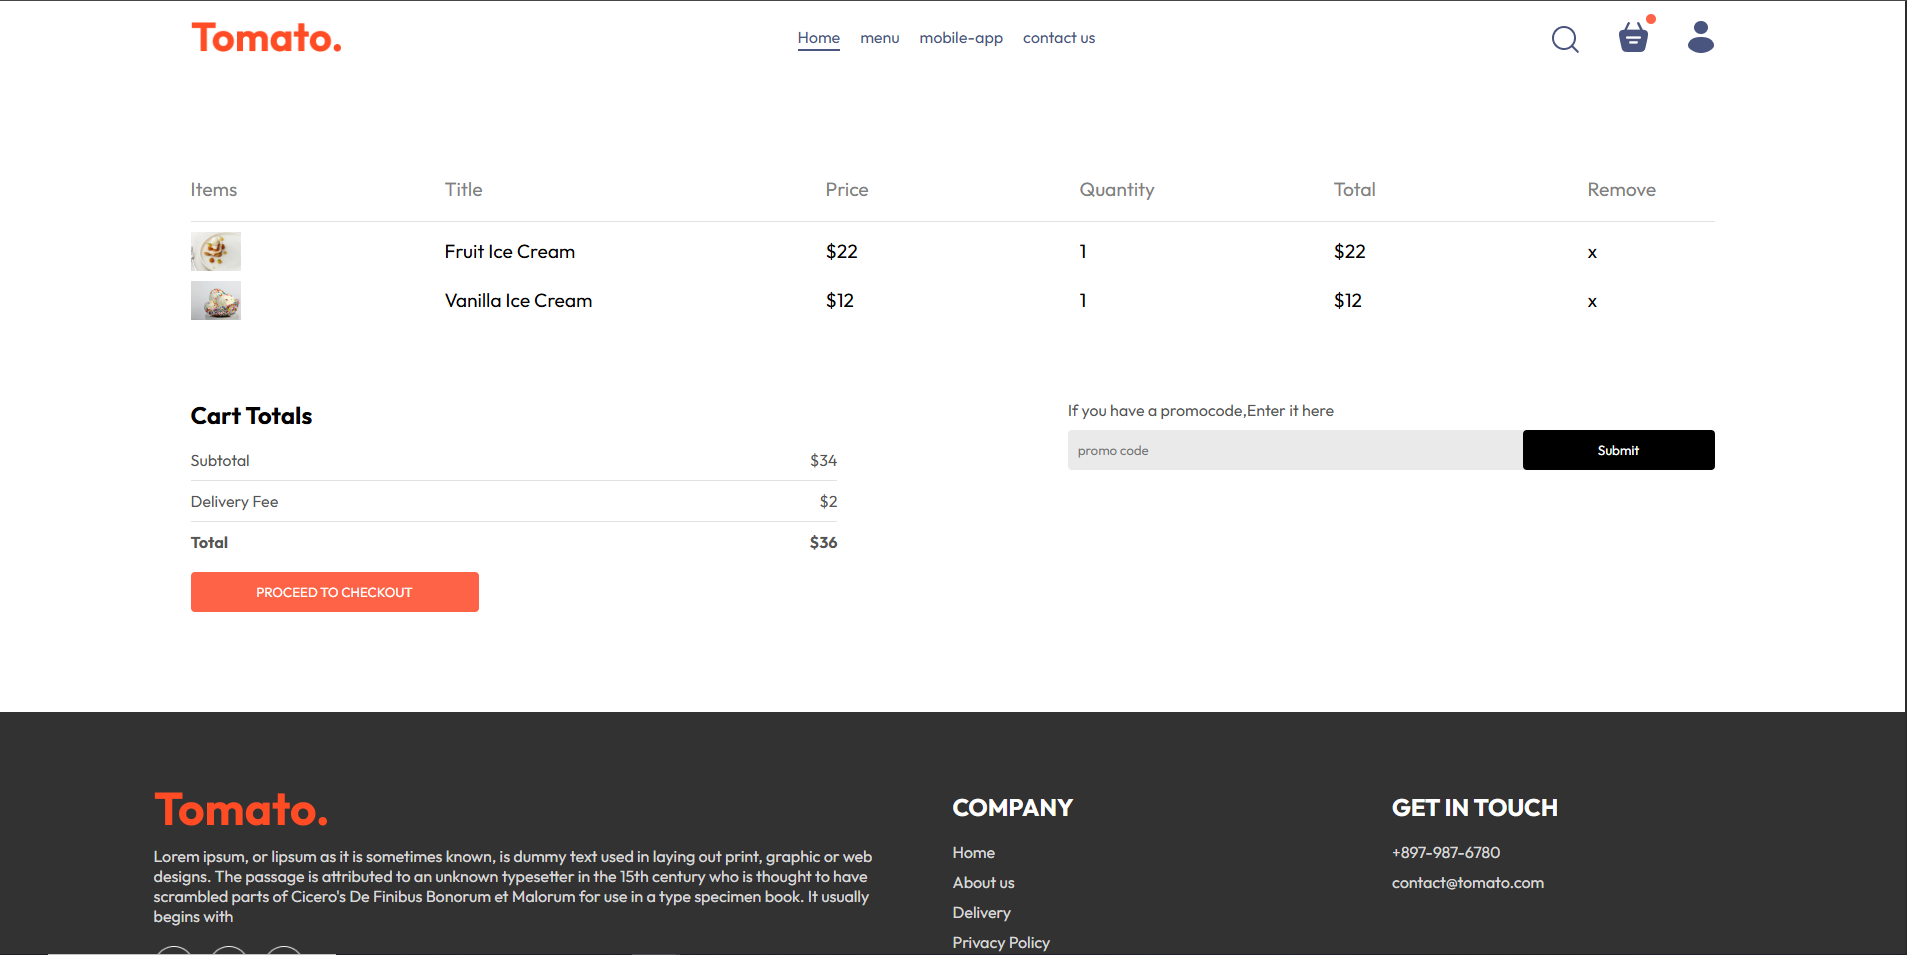 Tomato.
Home menu mobile-app contact us
Items Title Price Quantity Total Remove
Fruit Ice Cream $22 1 $22 x
Vanilla Ice Cream $12 1 $12 x
Cart Totals
Subtotal $34
Delivery Fee $2
Total $36
PROCEED TO CHECKOUT
If you have a promocode,Enter it here
promo code Submit
Tomato.
Lorem ipsum, or lipsum as it is sometimes known, is dummy text used in laying out print, graphic or web
designs. The passage is attributed to an unknown typesetter in the 15th century who is thought to have
scrambled parts of Cicero's De Finibus Bonorum et Malorum for use in a type specimen book. It usually
begins with
COMPANY
Home
About us
Delivery
Privacy Policy
GET IN TOUCH
+897-987-6780
contact@tomato.com